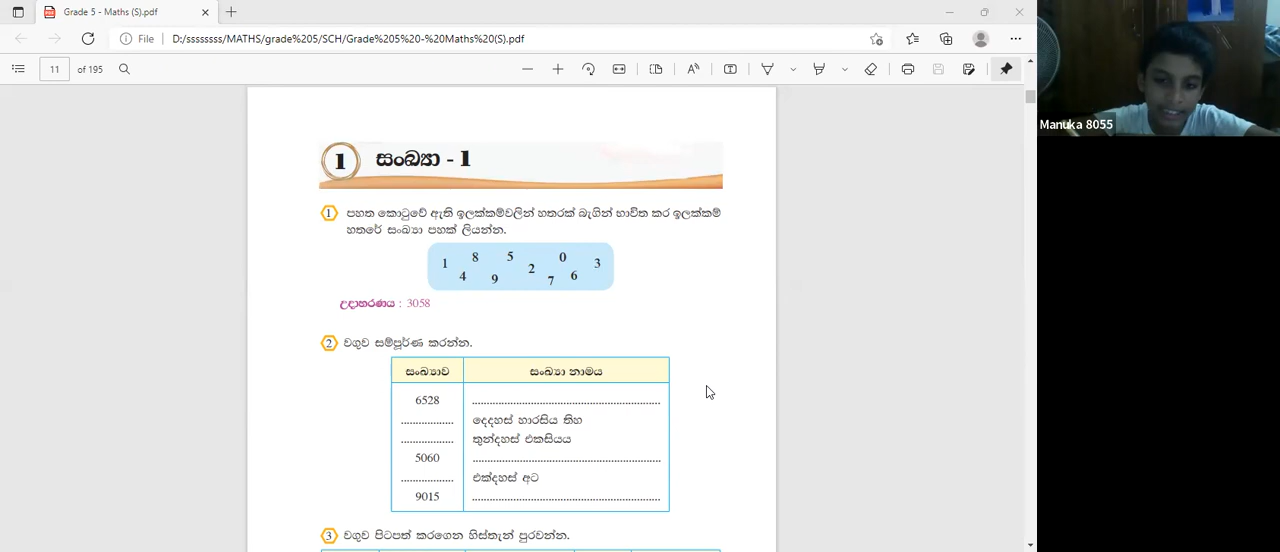 Grade 5 - Maths (S).pdf
File D:/ssssssss/MATHS/grade%205/SCH/Grade%205%20-%20Maths%20(S).pdf
11 of 195
Manuka 8055
1 සංඛ්‍යා - 1
1 පහත කොටුවේ ඇති ඉලක්කම්වලින් හතරක් බැගින් භාවිත කර ඉලක්කම්
හතරේ සංඛ්‍යා පහක් ලියන්න.
1 8 5 2 0 3
4 9 7 6
උදාහරණය : 3058
2 වගුව සම්පූර්ණ කරන්න.
සංඛ්‍යාව සංඛ්‍යා නාමය
6528 ................................................................
.................. දෙදහස් හාරසිය තිහ
.................. තුන්දහස් එකසියය
5060 ................................................................
.................. එක්දහස් අට
9015 ................................................................
3 වගුව පිටපත් කරගෙන හිස්තැන් පුරවන්න.